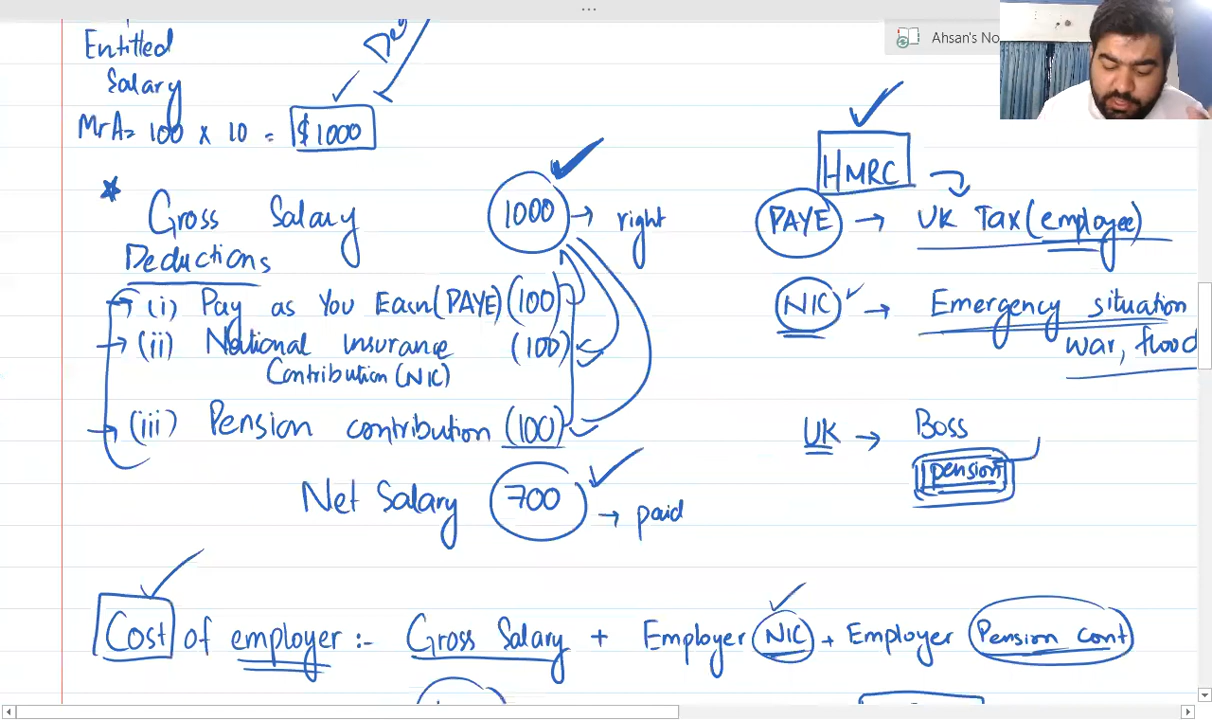 ...
Ahsan's No
Entitled
Salary
Mr A= 100 x 10 = $1000
Gross Salary 1000 → right
Deductions
→ (i) Pay as You Earn (PAYE) (100)
→ (ii) National Insurance (100)
Contribution (NIC)
→ (iii) Pension contribution (100)
Net Salary 700 → paid
HMRC
PAYE → UK Tax (employee)
NIC → Emergency situation
war, flood
UK → Boss
pension
Cost of employer :- Gross Salary + Employer NIC + Employer Pension cont